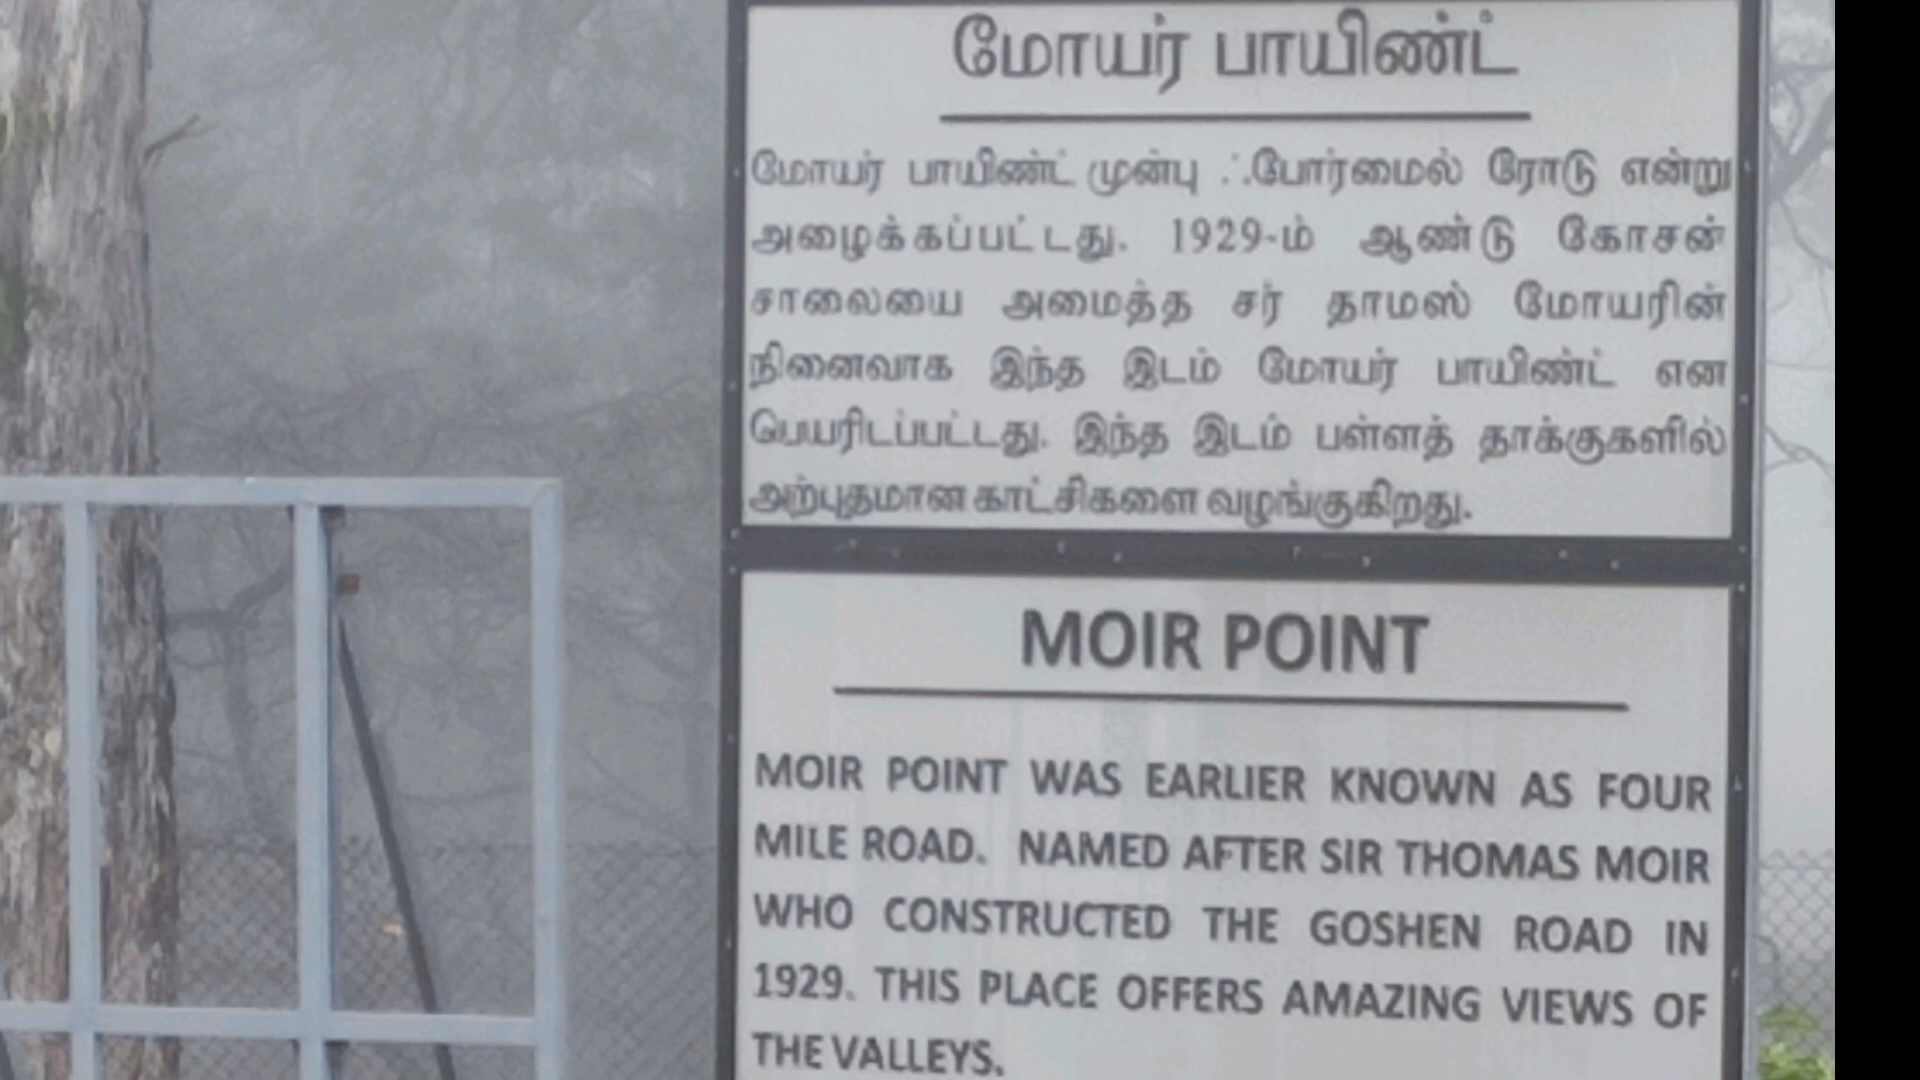 மோயர் பாயிண்ட்
மோயர் பாயிண்ட் முன்பு ஃபோர்மைல் ரோடு என்று
அழைக்கப்பட்டது. 1929-ம் ஆண்டு கோசன்
சாலையை அமைத்த சர் தாமஸ் மோயரின்
நினைவாக இந்த இடம் மோயர் பாயிண்ட் என
பெயரிடப்பட்டது. இந்த இடம் பள்ளத் தாக்குகளில்
அற்புதமான காட்சிகளை வழங்குகிறது.
MOIR POINT
MOIR POINT WAS EARLIER KNOWN AS FOUR
MILE ROAD. NAMED AFTER SIR THOMAS MOIR
WHO CONSTRUCTED THE GOSHEN ROAD IN
1929. THIS PLACE OFFERS AMAZING VIEWS OF
THE VALLEYS.